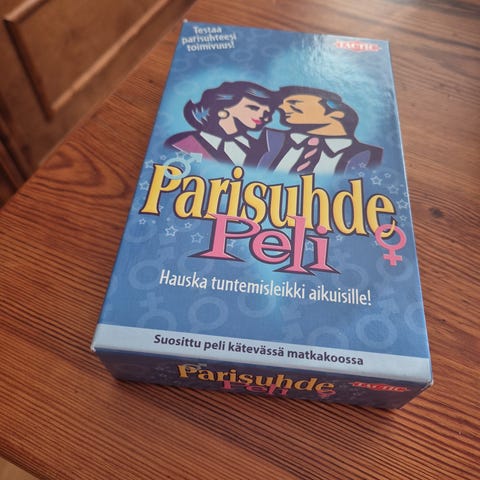 Testaa
parisuhteesi
toimivuus!
TACTIC
Parisuhde
Peli
Hauska tuntemisleikki aikuisille!
Suosittu peli kätevässä matkakoossa
Parisuhde
Peli
TACTIC